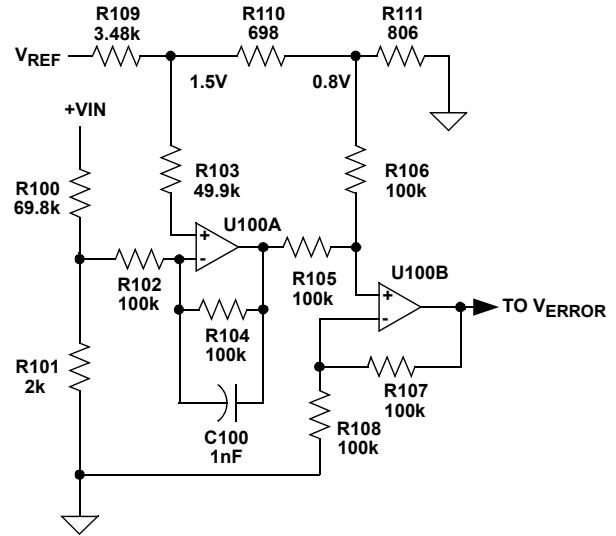 R109
3.48k
R110
698
R111
806
VREF
1.5V
0.8V
+VIN
R103
49.9k
R106
100k
R100
69.8k
U100A
+
-
R102
100k
R105
100k
U100B
+
-
TO VERROR
R104
100k
R101
2k
R107
100k
C100
1nF
R108
100k